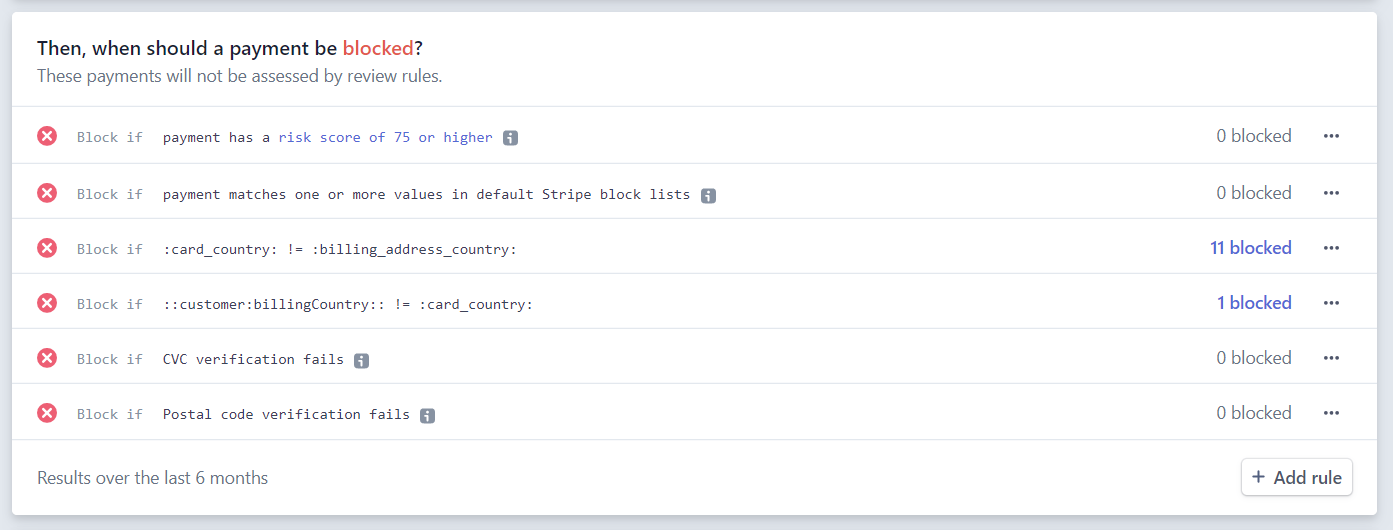 Then, when should a payment be blocked?
These payments will not be assessed by review rules.
Block if payment has a risk score of 75 or higher i 0 blocked
Block if payment matches one or more values in default Stripe block lists i 0 blocked
Block if :card_country: != :billing_address_country: 11 blocked
Block if ::customer:billingCountry:: != :card_country: 1 blocked
Block if CVC verification fails i 0 blocked
Block if Postal code verification fails i 0 blocked
Results over the last 6 months + Add rule